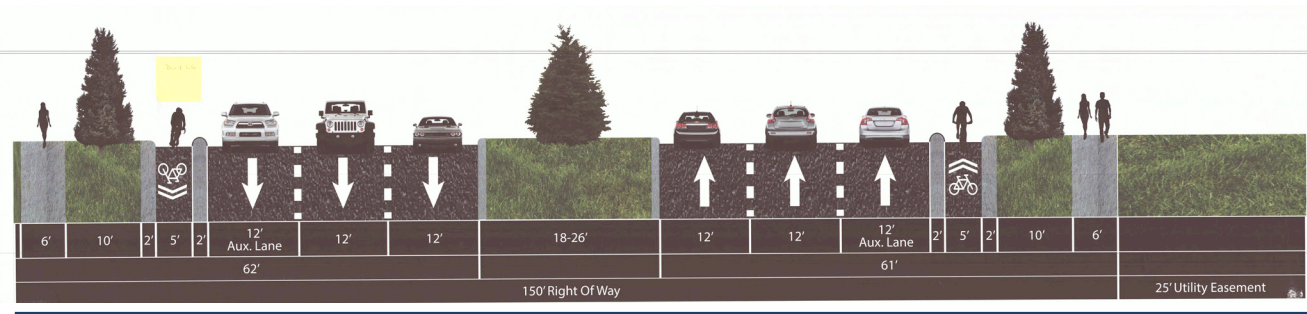 6' 10' 2' 5' 2' 12' 12' 12' 18-26' 12' 12' 12' 2' 5' 2' 10' 6'
Aux. Lane Aux. Lane
62' 61'
150' Right Of Way 25' Utility Easement